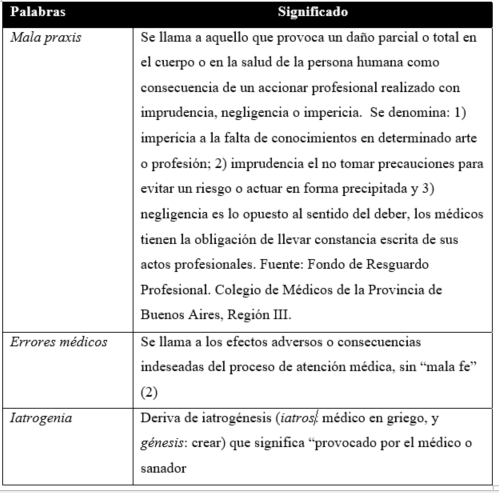 Palabras Significado
Mala praxis Se llama a aquello que provoca un daño parcial o total en
el cuerpo o en la salud de la persona humana como
consecuencia de un accionar profesional realizado con
imprudencia, negligencia o impericia.  Se denomina: 1)
impericia a la falta de conocimientos en determinado arte
o profesión; 2) imprudencia el no tomar precauciones para
evitar un riesgo o actuar en forma precipitada y 3)
negligencia es lo opuesto al sentido del deber, los médicos
tienen la obligación de llevar constancia escrita de sus
actos profesionales. Fuente: Fondo de Resguardo
Profesional. Colegio de Médicos de la Provincia de
Buenos Aires, Región III.
Errores médicos Se llama a los efectos adversos o consecuencias
indeseadas del proceso de atención médica, sin “mala fe”
(2)
Iatrogenia Deriva de iatrogénesis (iatros: médico en griego, y
génesis: crear) que significa “provocado por el médico o
sanador